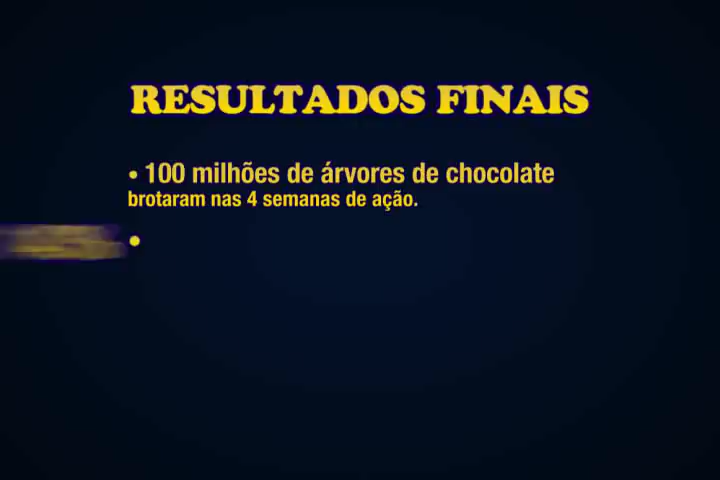 RESULTADOS FINAIS
• 100 milhões de árvores de chocolate
brotaram nas 4 semanas de ação.
•